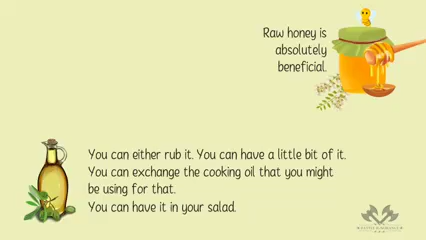 Raw honey is
absolutely
beneficial.
You can either rub it. You can have a little bit of it.
You can exchange the cooking oil that you might
be using for that.
You can have it in your salad.